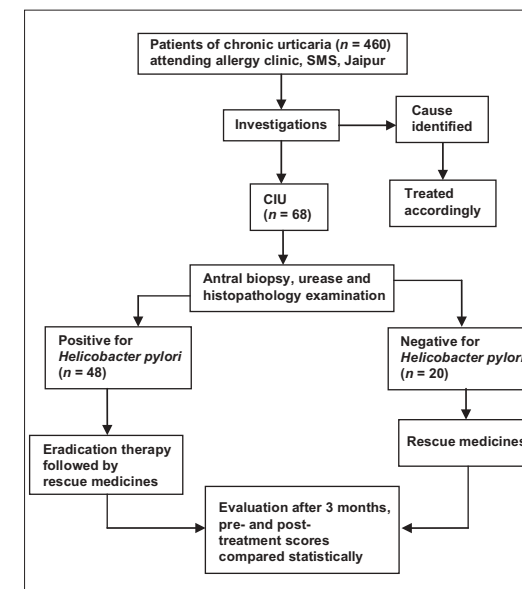 Patients of chronic urticaria (n = 460)
attending allergy clinic, SMS, Jaipur
Investigations
Cause
identified
Treated
accordingly
CIU
(n = 68)
Antral biopsy, urease and
histopathology examination
Positive for
Helicobacter pylori
(n = 48)
Negative for
Helicobacter pylori
(n = 20)
Eradication therapy
followed by
rescue medicines
Rescue medicines
Evaluation after 3 months,
pre- and post-
treatment scores
compared statistically